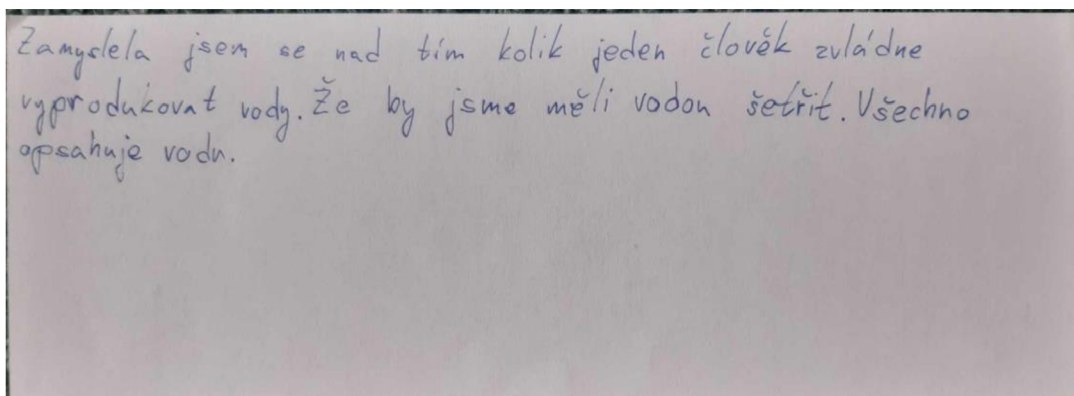 Zamyslela jsem se nad tím kolik jeden člověk zvládne
vyprodukovat vody. Že by jsme měli vodou šetřit. Všechno
opsahuje vodu.